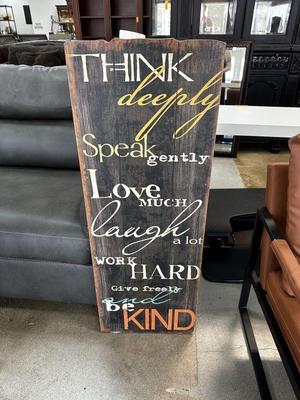 THINK
deeply
Speak gently
Love MUCH
laugh a lot
WORK HARD
Give freely
and
be KIND